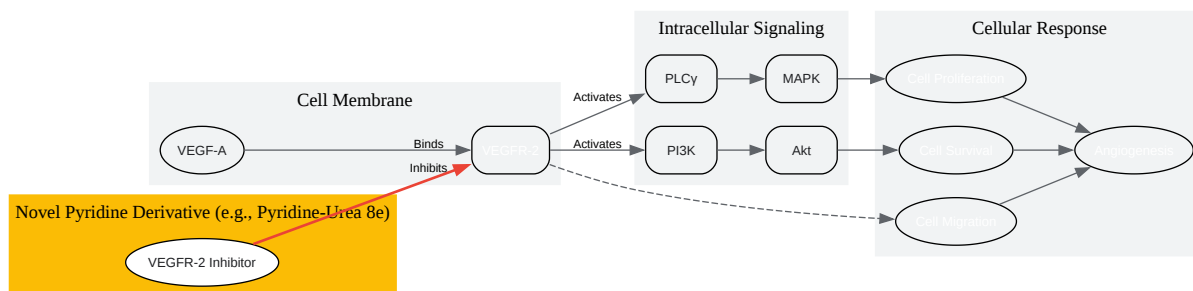 Cell Membrane
VEGF-A
Binds
VEGFR-2
Inhibits
Novel Pyridine Derivative (e.g., Pyridine-Urea 8e)
VEGFR-2 Inhibitor
Intracellular Signaling
Activates
PLCγ
MAPK
Activates
PI3K
Akt
Cellular Response
Cell Proliferation
Cell Survival
Angiogenesis
Cell Migration